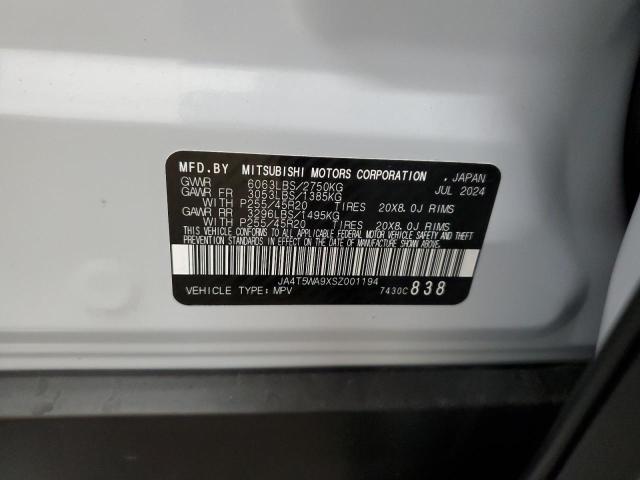 MFD.BY MITSUBISHI MOTORS CORPORATION . JAPAN
GVWR 6063LBS/2750KG JUL 2024
GAWR FR 3053LBS/1385KG
WITH P255/45R20 TIRES 20X8.0J RIMS
GAWR RR 3296LBS/1495KG
WITH P255/45R20 TIRES 20X8.0J RIMS
THIS VEHICLE CONFORMS TO ALL APPLICABLE FEDERAL MOTOR VEHICLE SAFETY AND THEFT
PREVENTION STANDARDS IN EFFECT ON THE DATE OF MANUFACTURE SHOWN ABOVE.
JA4T5WA9XSZ001194
VEHICLE TYPE: MPV 7430C 838